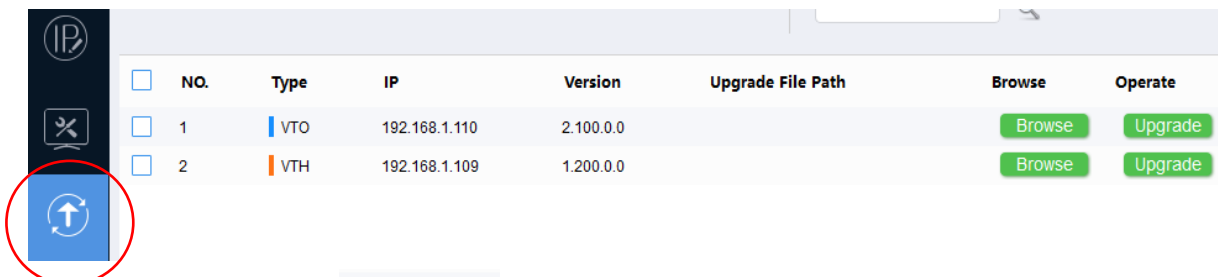 IP
NO. Type IP Version Upgrade File Path Browse Operate
1 VTO 192.168.1.110 2.100.0.0 Browse Upgrade
2 VTH 192.168.1.109 1.200.0.0 Browse Upgrade